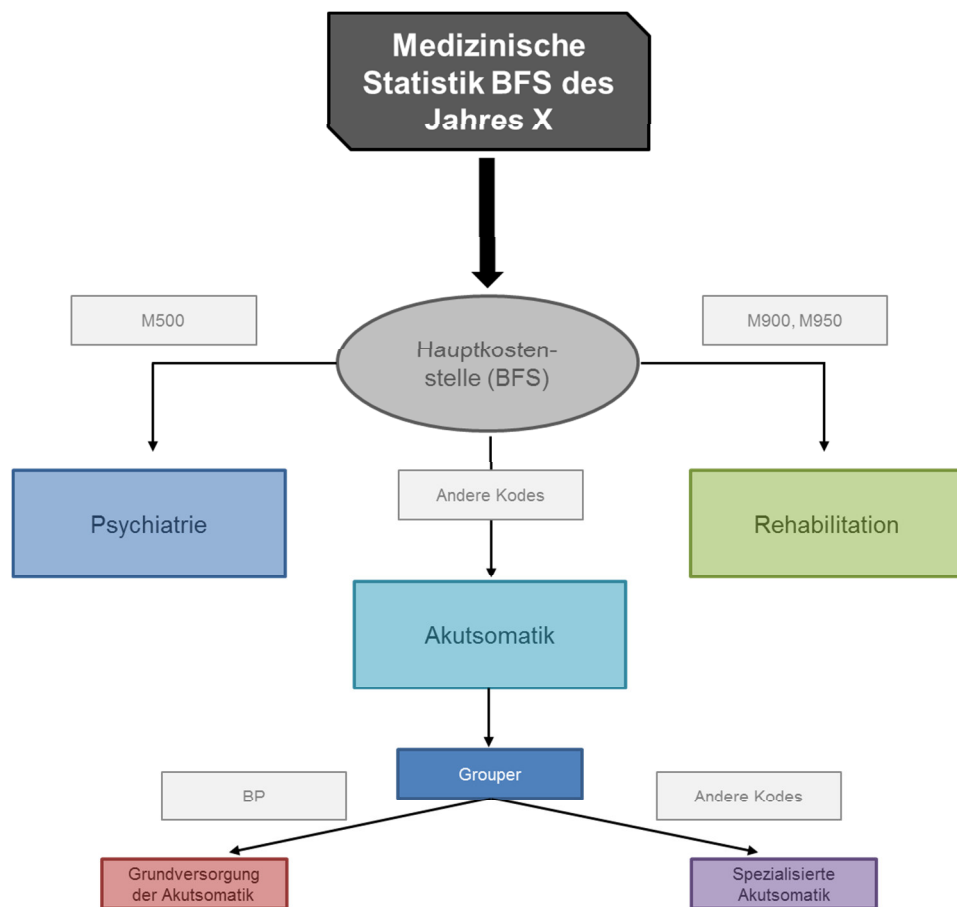 Medizinische
Statistik BFS des
Jahres X
M500
M900, M950
Hauptkosten-
stelle (BFS)
Psychiatrie
Andere Kodes
Rehabilitation
Akutsomatik
Grouper
BP
Andere Kodes
Grundversorgung
der Akutsomatik
Spezialisierte
Akutsomatik